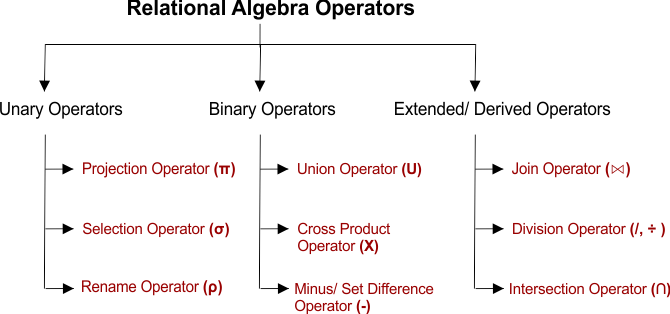 Relational Algebra Operators
Unary Operators
Binary Operators
Extended/ Derived Operators
Projection Operator (π)
Union Operator (U)
Join Operator (⋈)
Selection Operator (σ)
Cross Product
Operator (X)
Division Operator (/, ÷ )
Rename Operator (ρ)
Minus/ Set Difference
Operator (-)
Intersection Operator (∩)